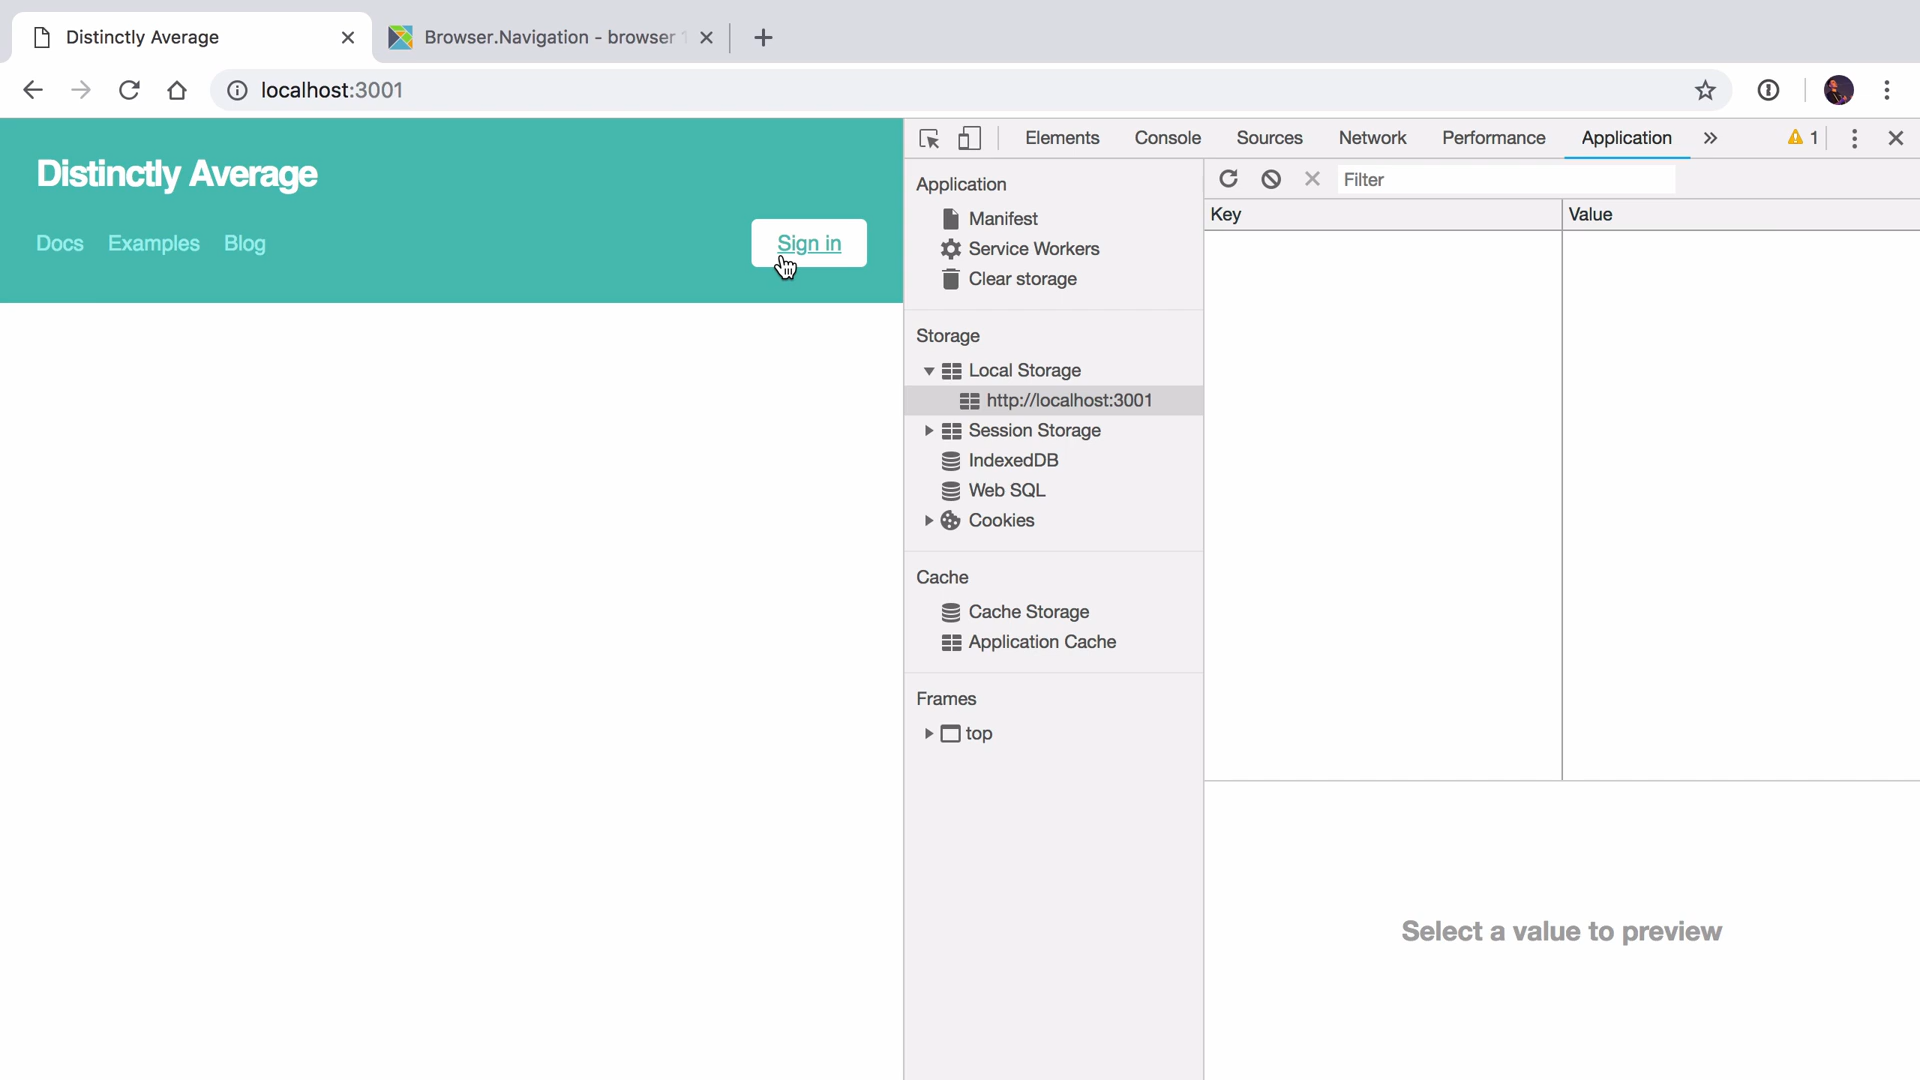 Distinctly Average
Browser.Navigation - browser
localhost:3001
Distinctly Average
Docs Examples Blog
Sign in
Elements Console Sources Network Performance Application 1
Application
Manifest
Service Workers
Clear storage
Storage
Local Storage
http://localhost:3001
Session Storage
IndexedDB
Web SQL
Cookies
Cache
Cache Storage
Application Cache
Frames
top
Filter
Key Value
Select a value to preview